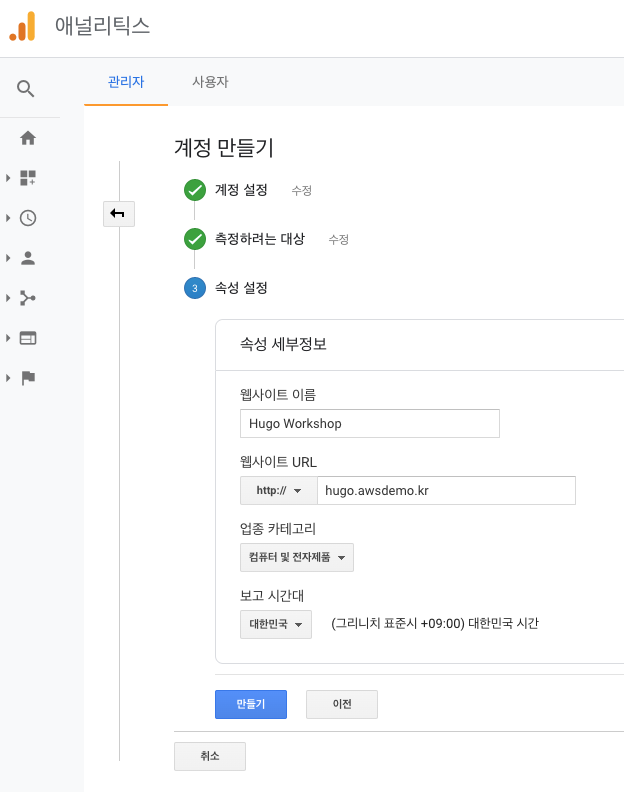 애널리틱스
관리자 사용자
계정 만들기
계정 설정 수정
측정하려는 대상 수정
3 속성 설정
속성 세부정보
웹사이트 이름
Hugo Workshop
웹사이트 URL
http:// hugo.awsdemo.kr
업종 카테고리
컴퓨터 및 전자제품
보고 시간대
대한민국 (그리니치 표준시 +09:00) 대한민국 시간
만들기 이전
취소